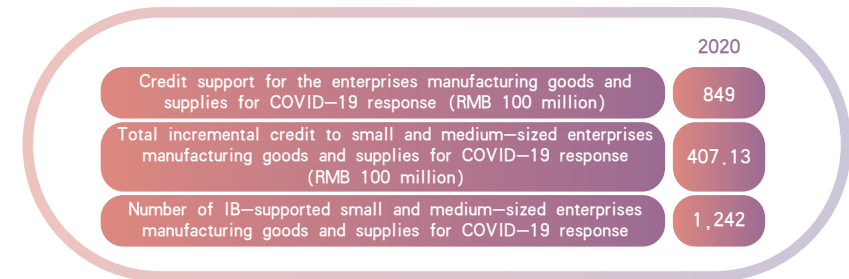 2020
Credit support for the enterprises manufacturing goods and
supplies for COVID—19 response (RMB 100 million)
849
Total incremental credit to small and medium—sized enterprises
manufacturing goods and supplies for COVID—19 response
(RMB 100 million)
407.13
Number of IB—supported small and medium—sized enterprises
manufacturing goods and supplies for COVID—19 response
1,242